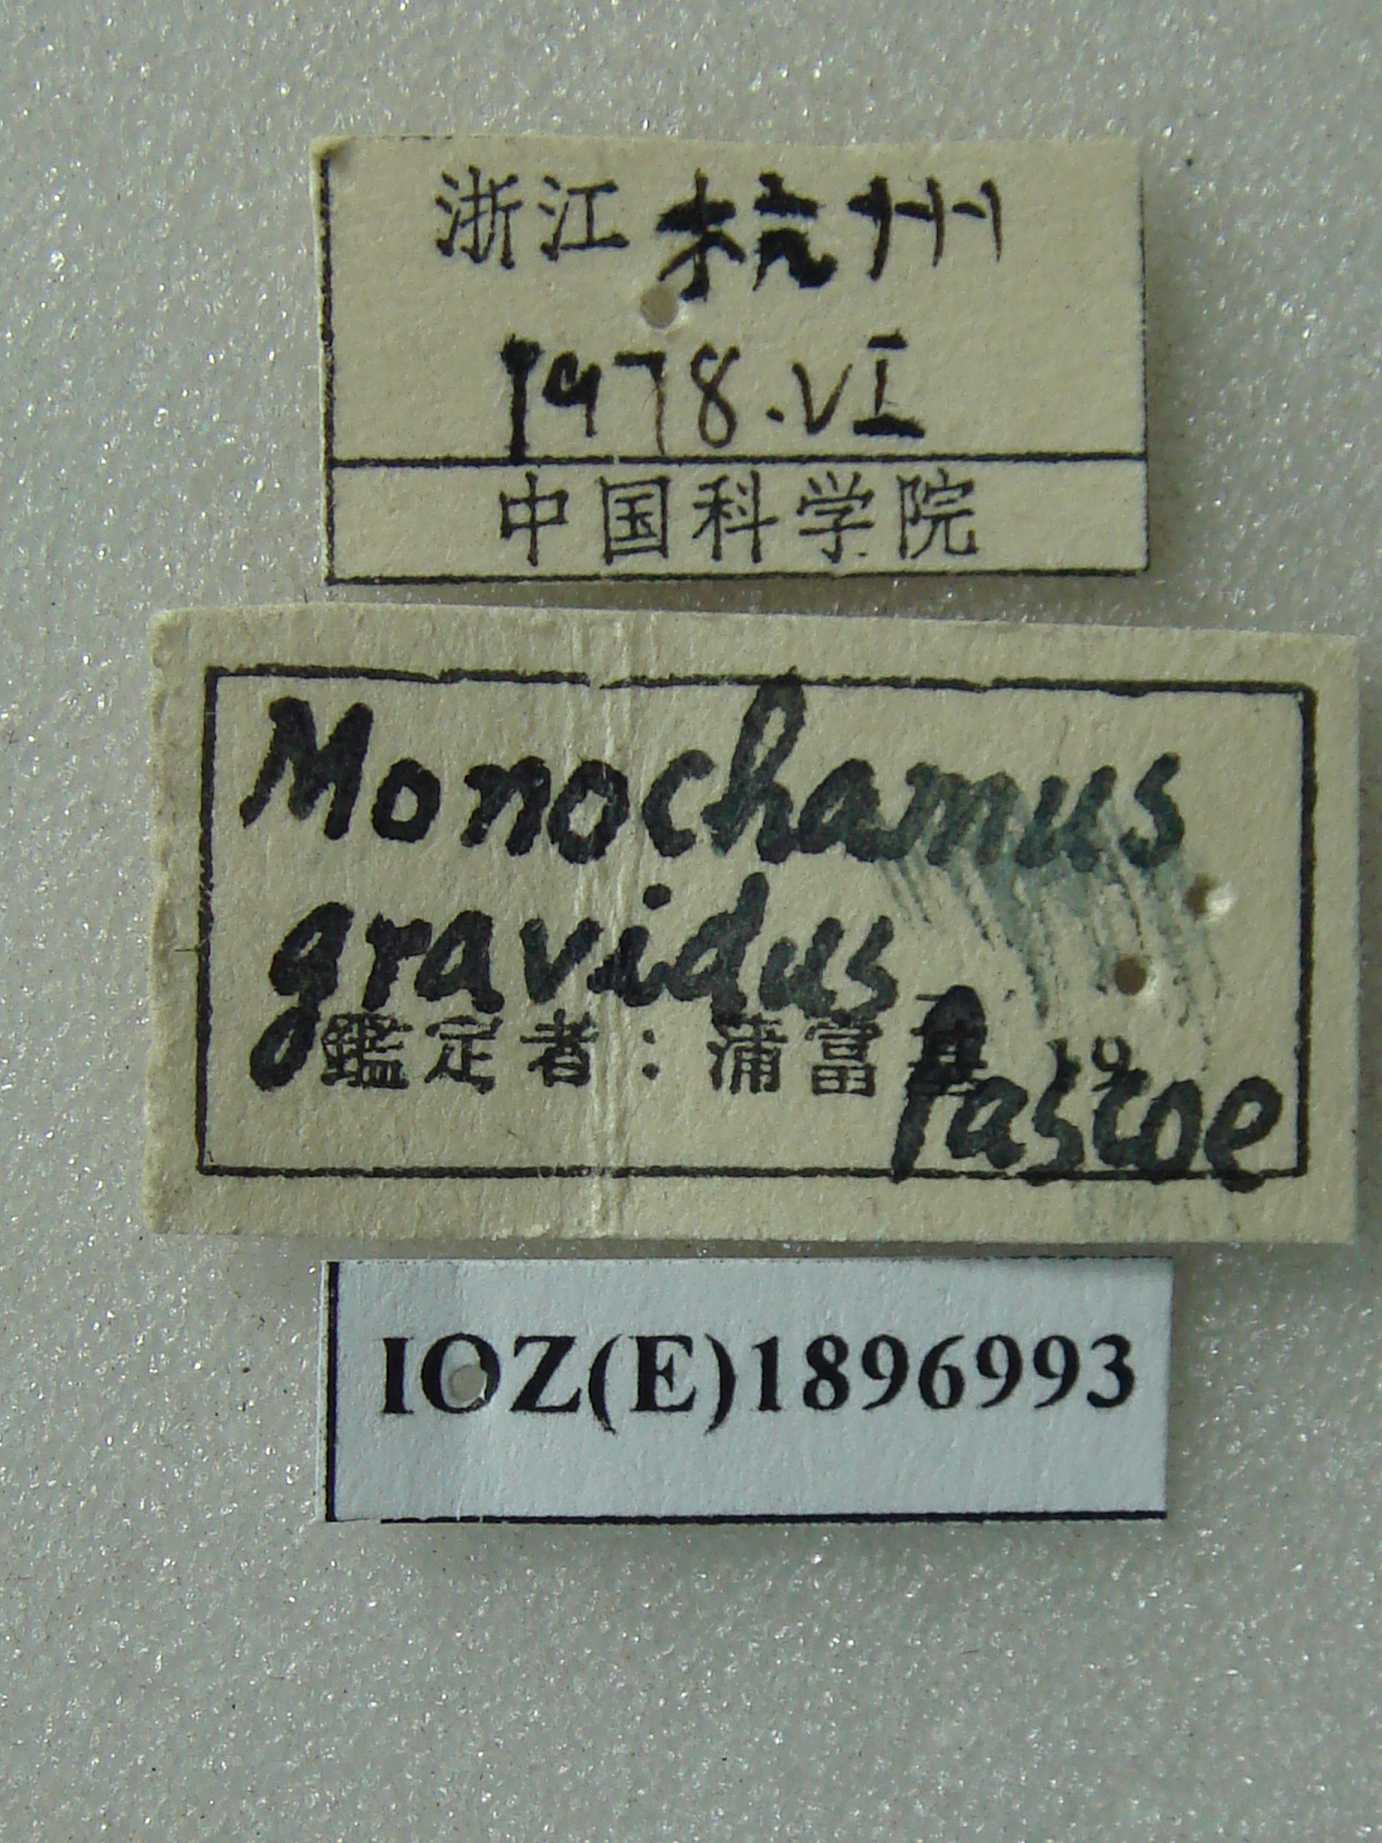 浙江 杭州
1978.VI
中国科学院
Monochamus
gravidus
鑑定者：蒲富基
Pascoe
IOZ(E)1896993